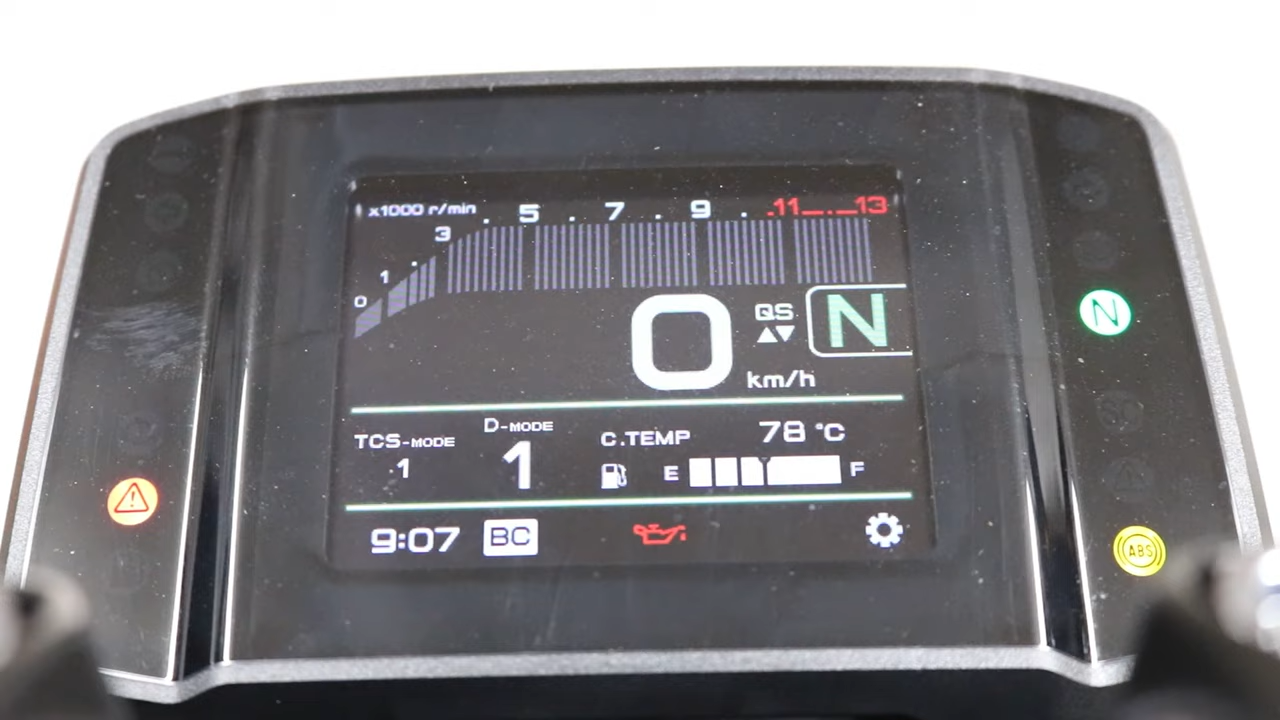 x1000 r/min
0 1 3 5 7 9 11 13
0 km/h
QS
N
N
TCS-MODE
1
D-MODE
1
C.TEMP 78 °C
E F
9:07 BC
ABS